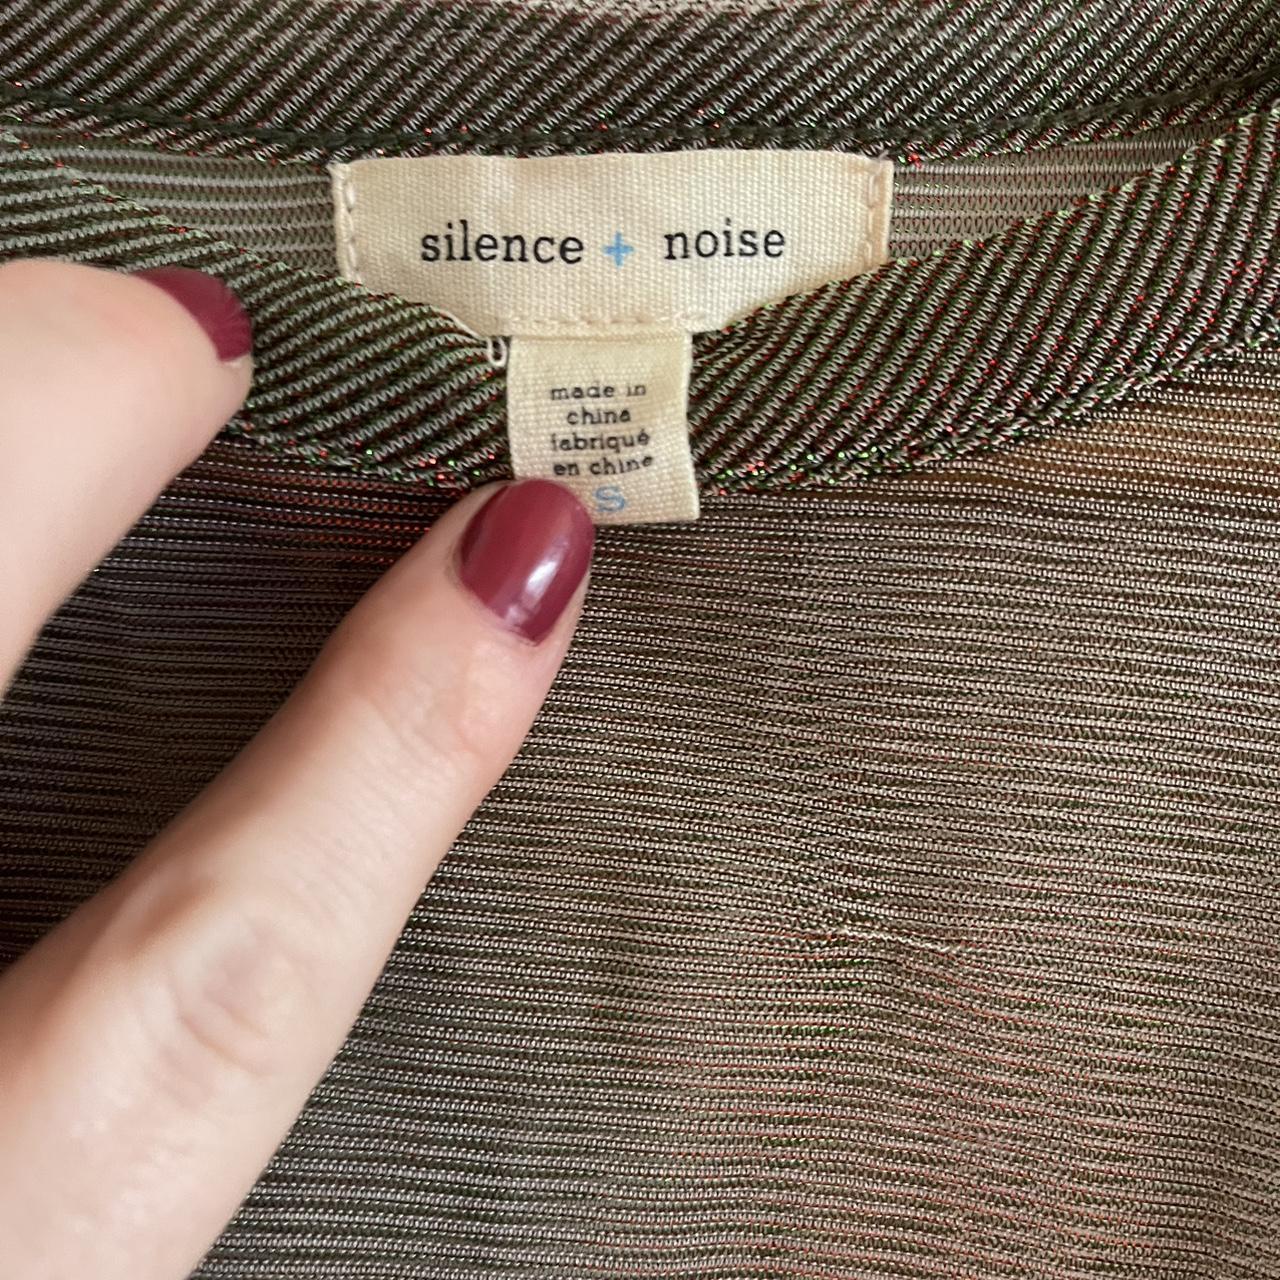 silence + noise
made in
china
fabriqué
en chine
S